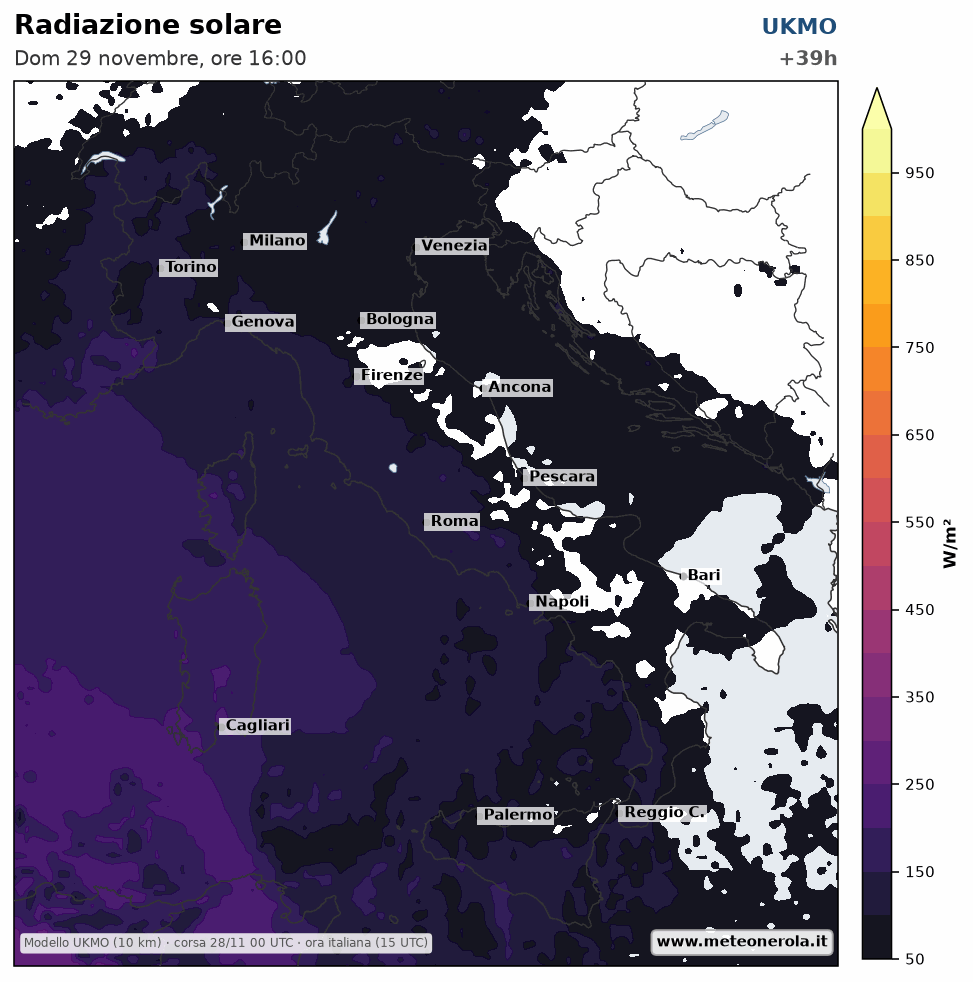 Radiazione solare
UKMO
Dom 29 novembre, ore 16:00
+39h
Milano
Venezia
Torino
Genova
Bologna
Firenze
Ancona
Pescara
Roma
Bari
Napoli
Cagliari
Palermo
Reggio C.
950
850
750
650
550
450
350
250
150
50
W/m²
Modello UKMO (10 km) · corsa 28/11 00 UTC · ora italiana (15 UTC)
www.meteonerola.it